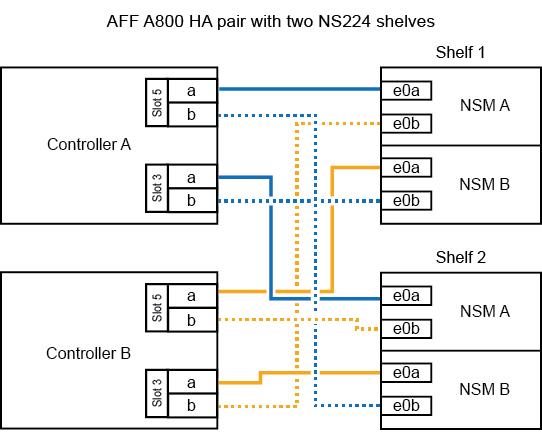 AFF A800 HA pair with two NS224 shelves
Shelf 1
Controller A
Slot 5
a
b
Slot 3
a
b
e0a
e0b
NSM A
e0a
e0b
NSM B
Shelf 2
Controller B
Slot 5
a
b
Slot 3
a
b
e0a
e0b
NSM A
e0a
e0b
NSM B